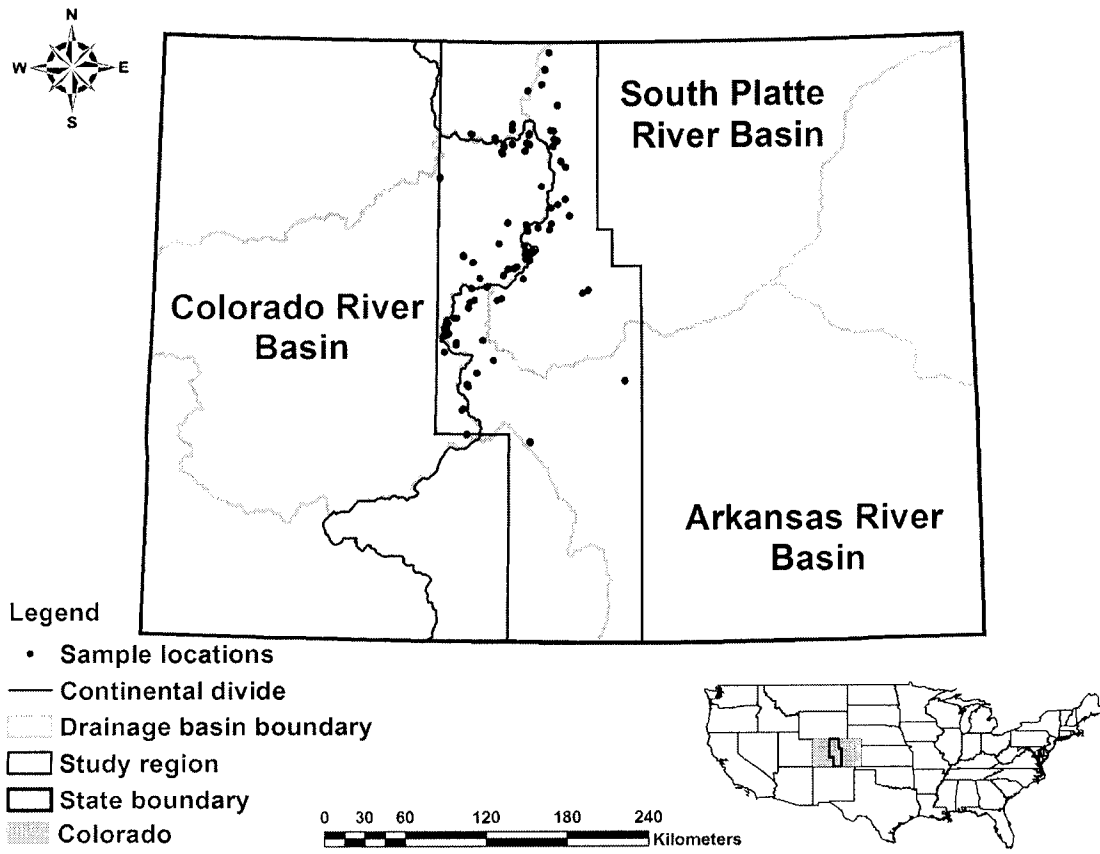 N
W E
S
South Platte
River Basin
Colorado River
Basin
Arkansas River
Basin
Legend
Sample locations
Continental divide
Drainage basin boundary
Study region
State boundary
Colorado
0 30 60 120 180 240
Kilometers